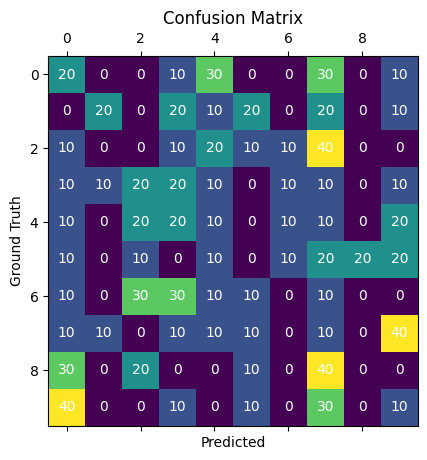 Confusion Matrix
0 2 4 6 8
0 20 0 0 10 30 0 0 30 0 10
0 20 0 20 10 20 0 20 0 10
2 10 0 0 10 20 10 10 40 0 0
10 10 20 20 10 0 10 10 0 10
4 10 0 20 20 10 0 10 10 0 20
10 0 10 0 10 0 10 20 20 20
6 10 0 30 30 10 10 0 10 0 0
10 10 0 10 10 10 0 10 0 40
8 30 0 20 0 0 10 0 40 0 0
40 0 0 10 0 10 0 30 0 10
Ground Truth
Predicted